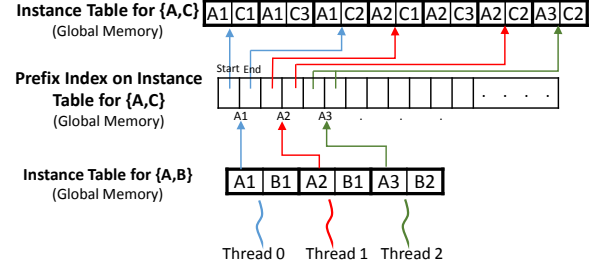 Instance Table for {A,C}
(Global Memory)
A1 C1 A1 C3 A1 C2 A2 C1 A2 C3 A2 C2 A3 C2
Start End
Prefix Index on Instance
Table for {A,C}
(Global Memory)
. . . .
A1 A2 A3 . . .
Instance Table for {A,B}
(Global Memory)
A1 B1 A2 B1 A3 B2
Thread 0 Thread 1 Thread 2